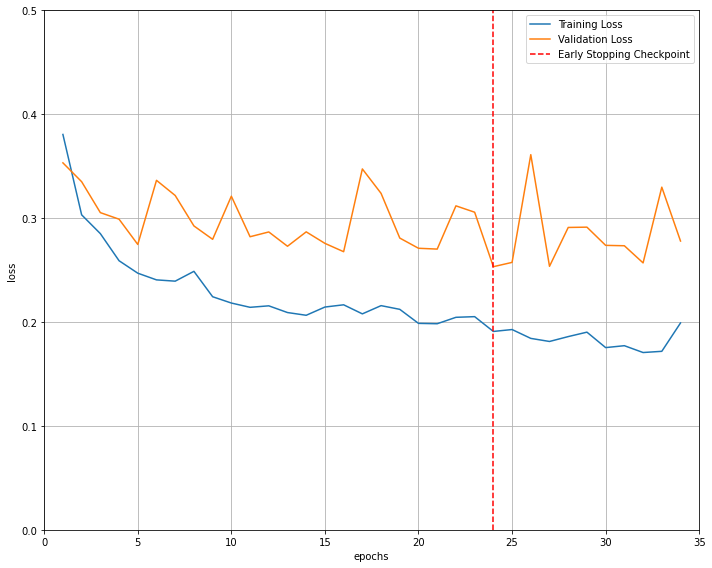 Training Loss
Validation Loss
Early Stopping Checkpoint
0.5
0.4
0.3
0.2
0.1
0.0
loss
0 5 10 15 20 25 30 35
epochs